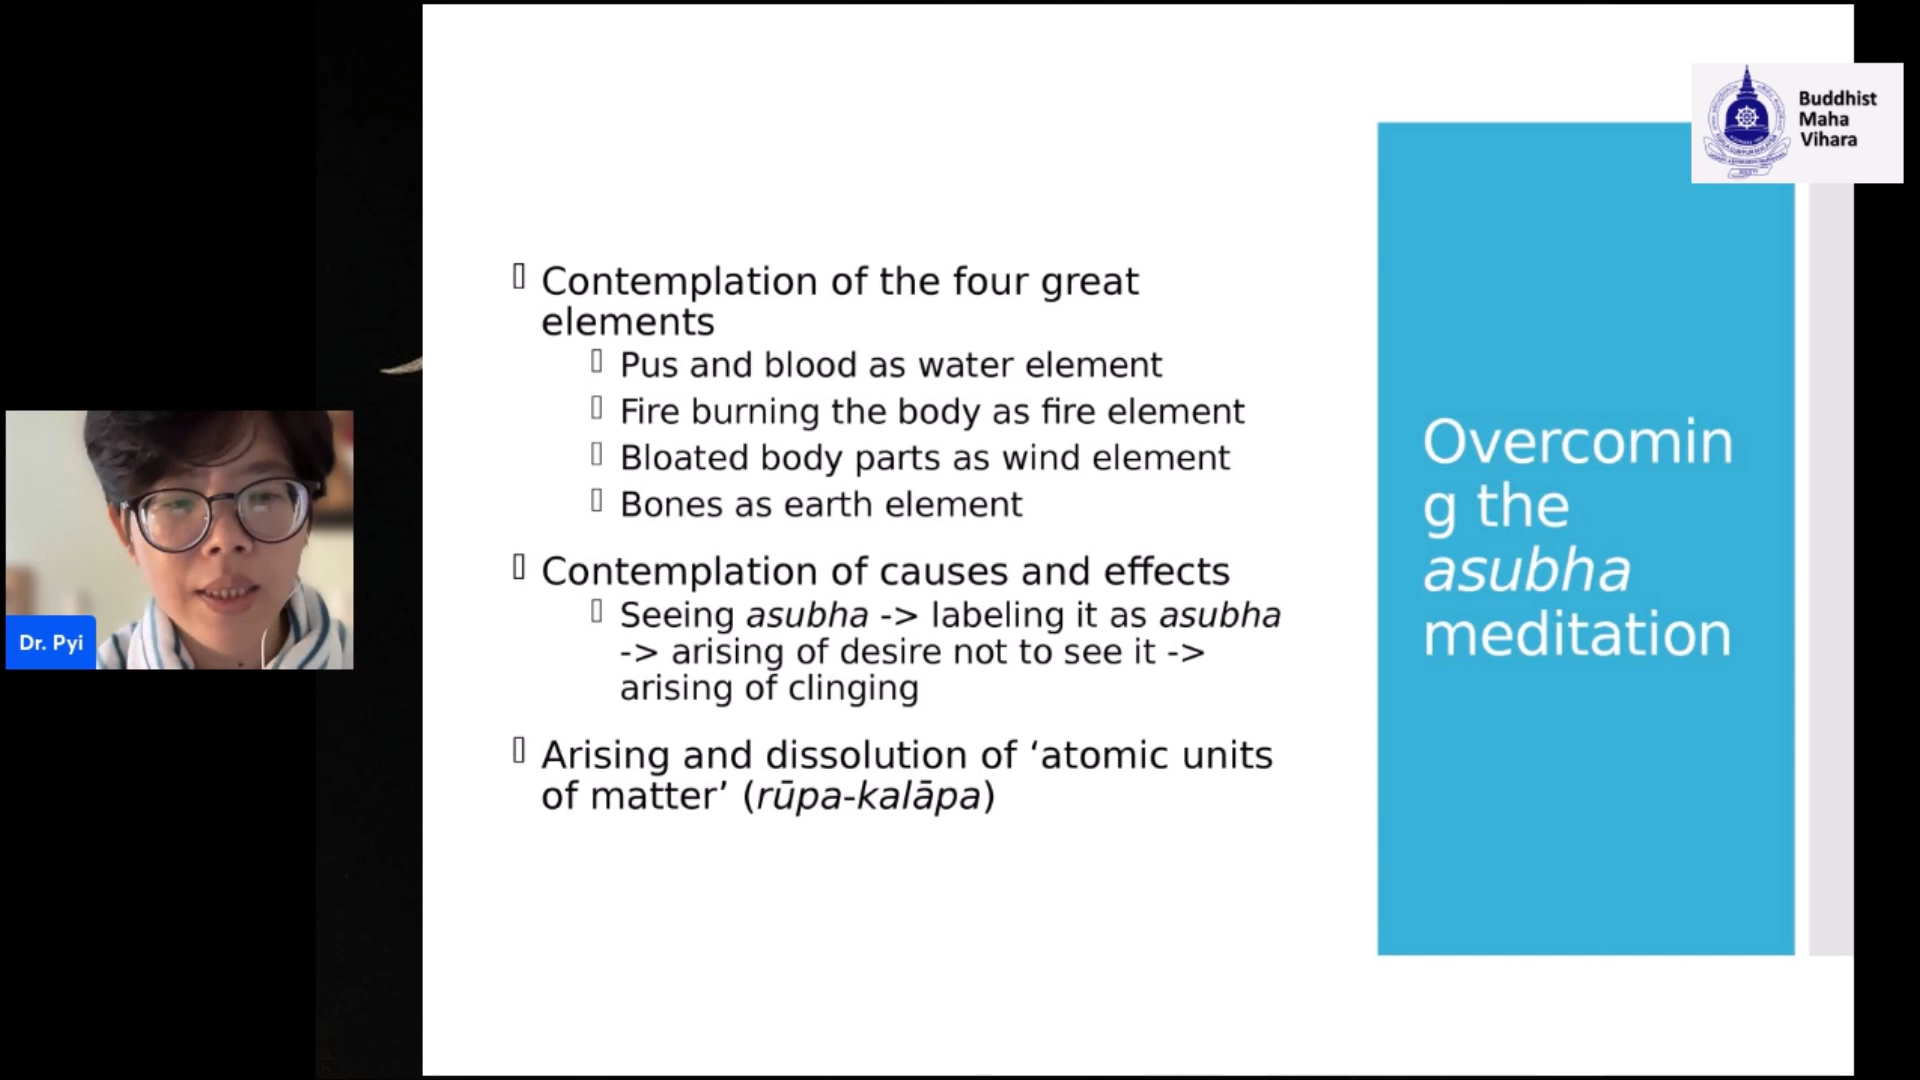 Buddhist
Maha
Vihara
Contemplation of the four great
elements
Pus and blood as water element
Fire burning the body as fire element
Bloated body parts as wind element
Bones as earth element
Contemplation of causes and effects
Seeing asubha -> labeling it as asubha
-> arising of desire not to see it ->
arising of clinging
Arising and dissolution of ‘atomic units
of matter’ (rūpa-kalāpa)
Overcomin
g the
asubha
meditation
Dr. Pyi